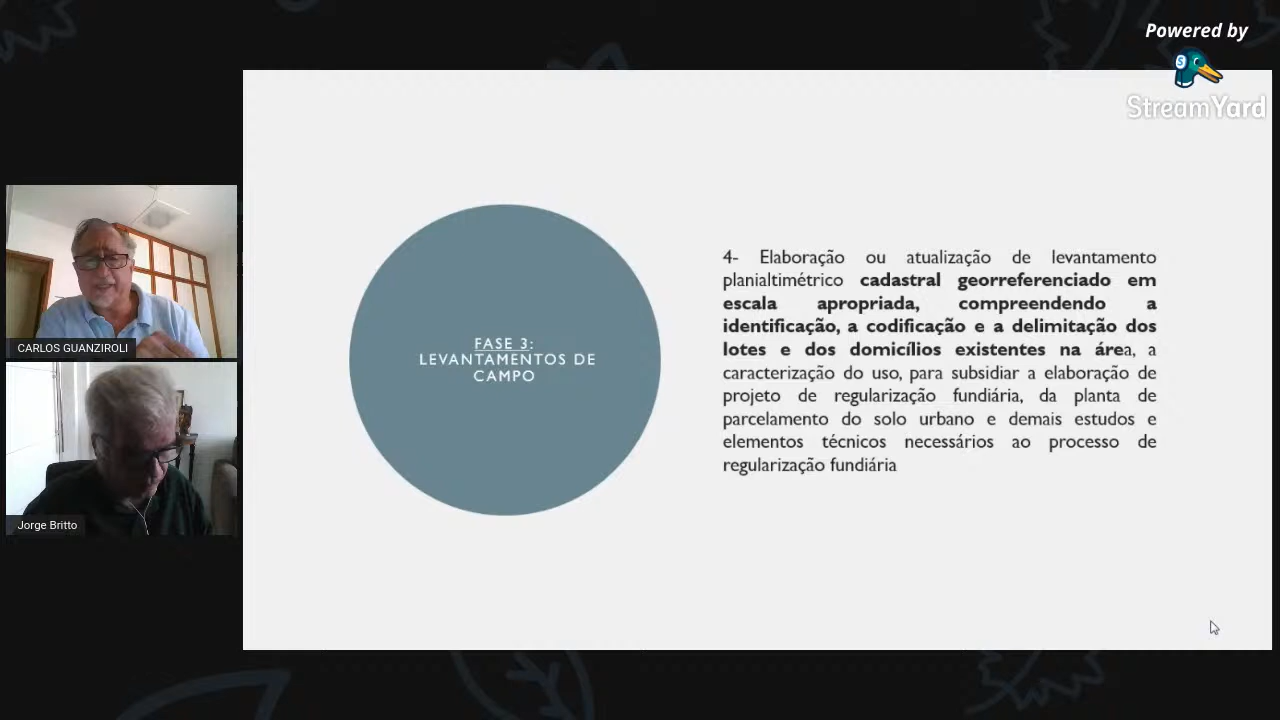 Powered by
StreamYard
CARLOS GUANZIROLI
Jorge Britto
FASE 3:
LEVANTAMENTOS DE
CAMPO
4- Elaboração ou atualização de levantamento
planialtimétrico cadastral georreferenciado em
escala apropriada, compreendendo a
identificação, a codificação e a delimitação dos
lotes e dos domicílios existentes na área, a
caracterização do uso, para subsidiar a elaboração de
projeto de regularização fundiária, da planta de
parcelamento do solo urbano e demais estudos e
elementos técnicos necessários ao processo de
regularização fundiária